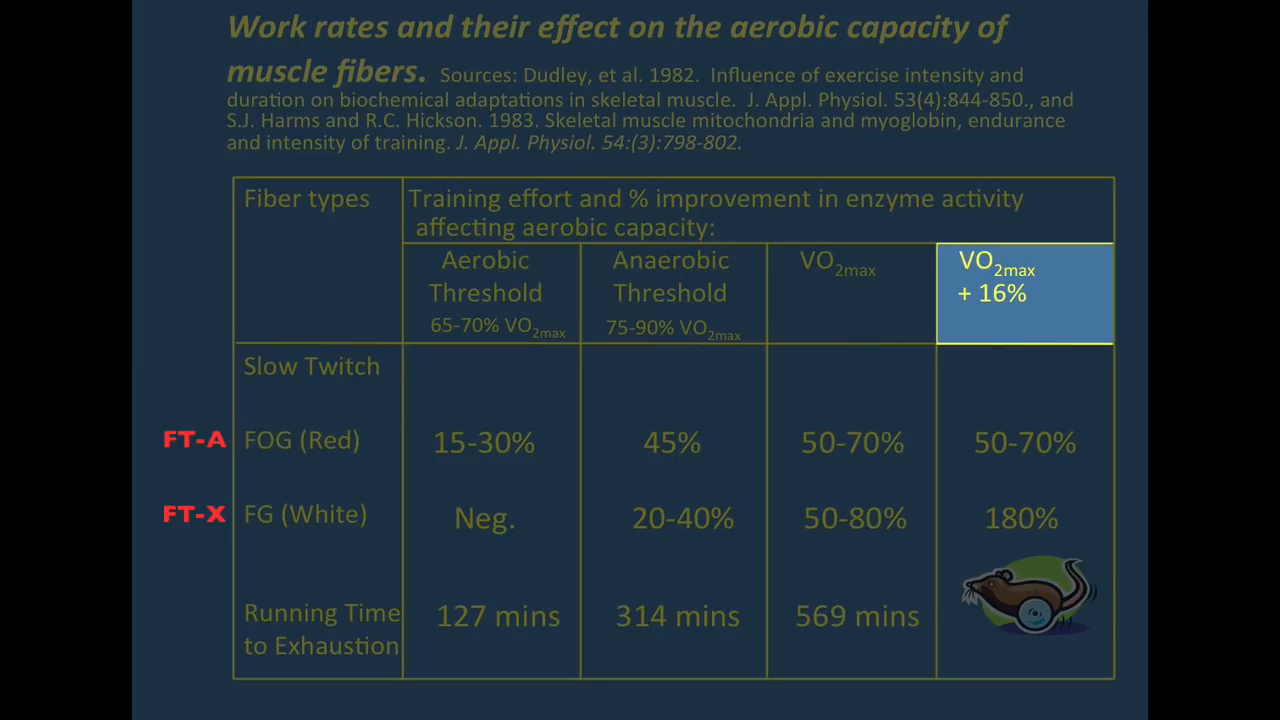 Work rates and their effect on the aerobic capacity of
muscle fibers. Sources: Dudley, et al. 1982. Influence of exercise intensity and
duration on biochemical adaptations in skeletal muscle. J. Appl. Physiol. 53(4):844-850., and
S.J. Harms and R.C. Hickson. 1983. Skeletal muscle mitochondria and myoglobin, endurance
and intensity of training. J. Appl. Physiol. 54:(3):798-802.
Fiber types
Training effort and % improvement in enzyme activity
affecting aerobic capacity:
Aerobic
Threshold
65-70% VO2max
Anaerobic
Threshold
75-90% VO2max
VO2max
VO2max
+ 16%
Slow Twitch
FT-A FOG (Red) 15-30% 45% 50-70% 50-70%
FT-X FG (White) Neg. 20-40% 50-80% 180%
Running Time
to Exhaustion
127 mins 314 mins 569 mins